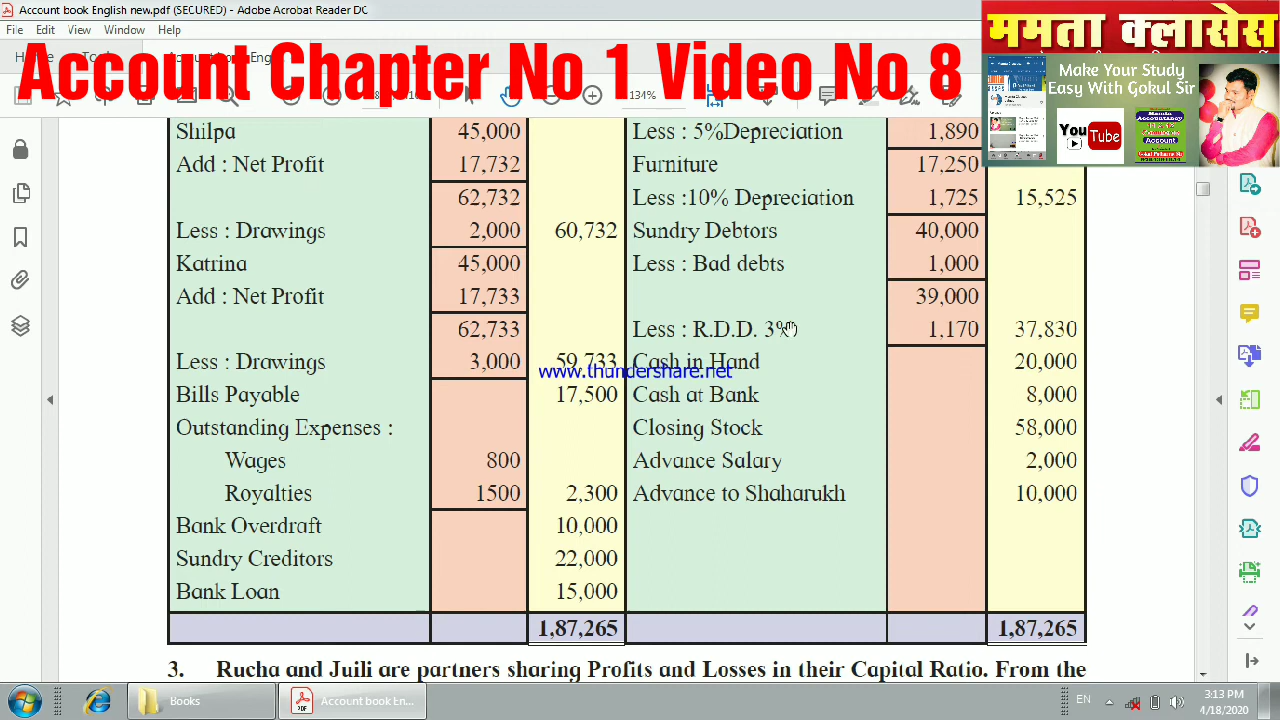 Account book English new.pdf (SECURED) - Adobe Acrobat Reader DC
File Edit View Window Help
Account Chapter No 1 Video No 8
ममता क्लासेस
Make Your Study
Easy With Gokul Sir
You Tube
134%
Shilpa 45,000 Less : 5%Depreciation 1,890
Add : Net Profit 17,732 Furniture 17,250
62,732 Less :10% Depreciation 1,725 15,525
Less : Drawings 2,000 60,732 Sundry Debtors 40,000
Katrina 45,000 Less : Bad debts 1,000
Add : Net Profit 17,733 39,000
62,733 Less : R.D.D. 3% 1,170 37,830
Less : Drawings 3,000 59,733 Cash in Hand 20,000
www.thundershare.net
Bills Payable 17,500 Cash at Bank 8,000
Outstanding Expenses : Closing Stock 58,000
Wages 800 Advance Salary 2,000
Royalties 1500 2,300 Advance to Shaharukh 10,000
Bank Overdraft 10,000
Sundry Creditors 22,000
Bank Loan 15,000
1,87,265 1,87,265
3. Rucha and Juili are partners sharing Profits and Losses in their Capital Ratio. From the
Books
Account book En...
EN
3:13 PM
4/18/2020